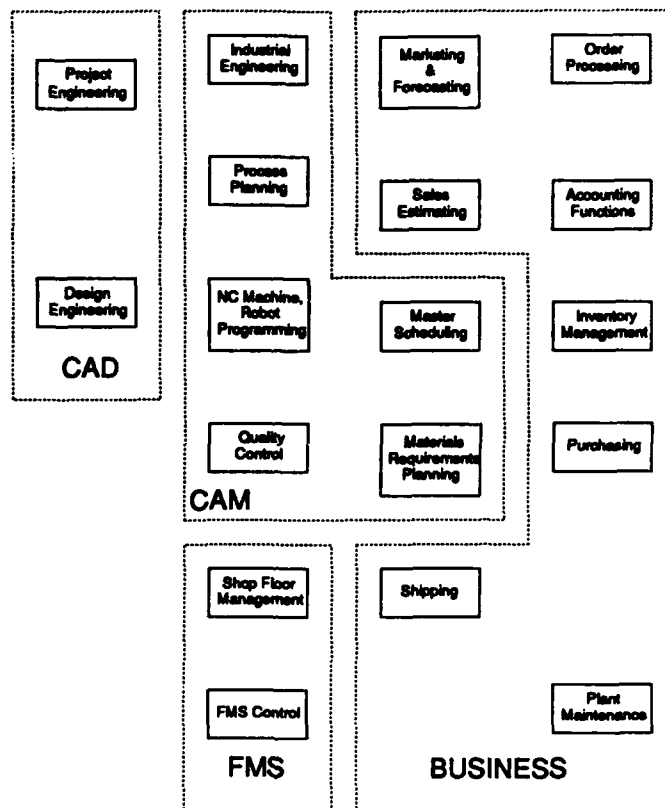 Project
Engineering
Design
Engineering
CAD
Industrial
Engineering
Process
Planning
NC Machine,
Robot
Programming
Master
Scheduling
Quality
Control
Materials
Requirements
Planning
CAM
Shop Floor
Management
FMS Control
FMS
Marketing
&
Forecasting
Order
Processing
Sales
Estimating
Accounting
Functions
Inventory
Management
Purchasing
Shipping
Plant
Maintenance
BUSINESS